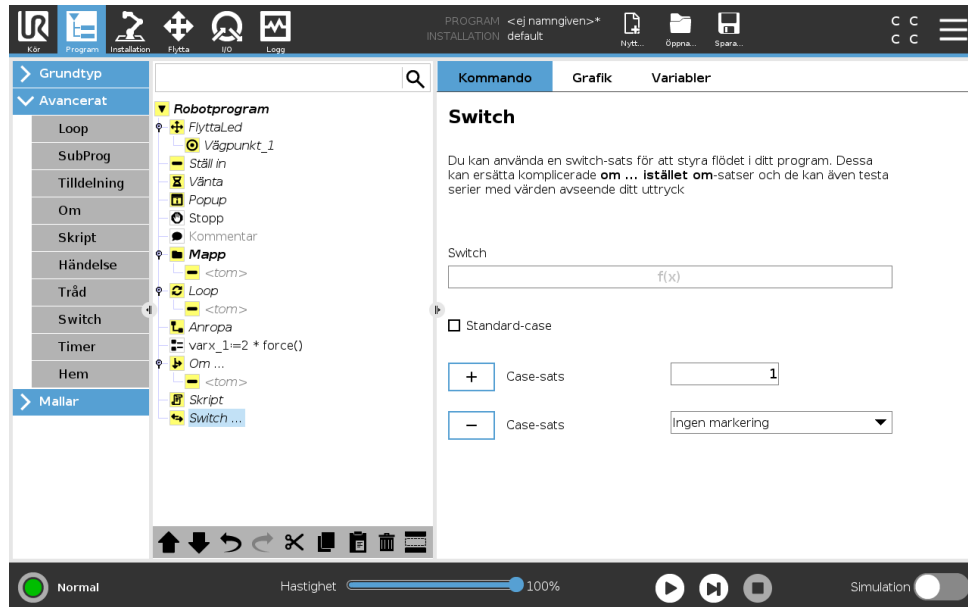 PROGRAM <ej namngiven>*
INSTALLATION default
Kör
Program
Installation
Flytta
I/O
Logg
Nytt...
Öppna...
Spara...
C C
C C
Grundtyp
Avancerat
Loop
SubProg
Tilldelning
Om
Skript
Händelse
Tråd
Switch
Timer
Hem
Mallar
Robotprogram
FlyttaLed
Vägpunkt_1
Ställ in
Vänta
Popup
Stopp
Kommentar
Mapp
<tom>
Loop
<tom>
Anropa
varx_1:=2 * force()
Om ...
<tom>
Skript
Switch ...
Kommando
Grafik
Variabler
Switch
Du kan använda en switch-sats för att styra flödet i ditt program. Dessa
kan ersätta komplicerade om ... istället om-satser och de kan även testa
serier med värden avseende ditt uttryck
Switch
f(x)
Standard-case
+ Case-sats 1
− Case-sats Ingen markering
Normal
Hastighet 100%
Simulation